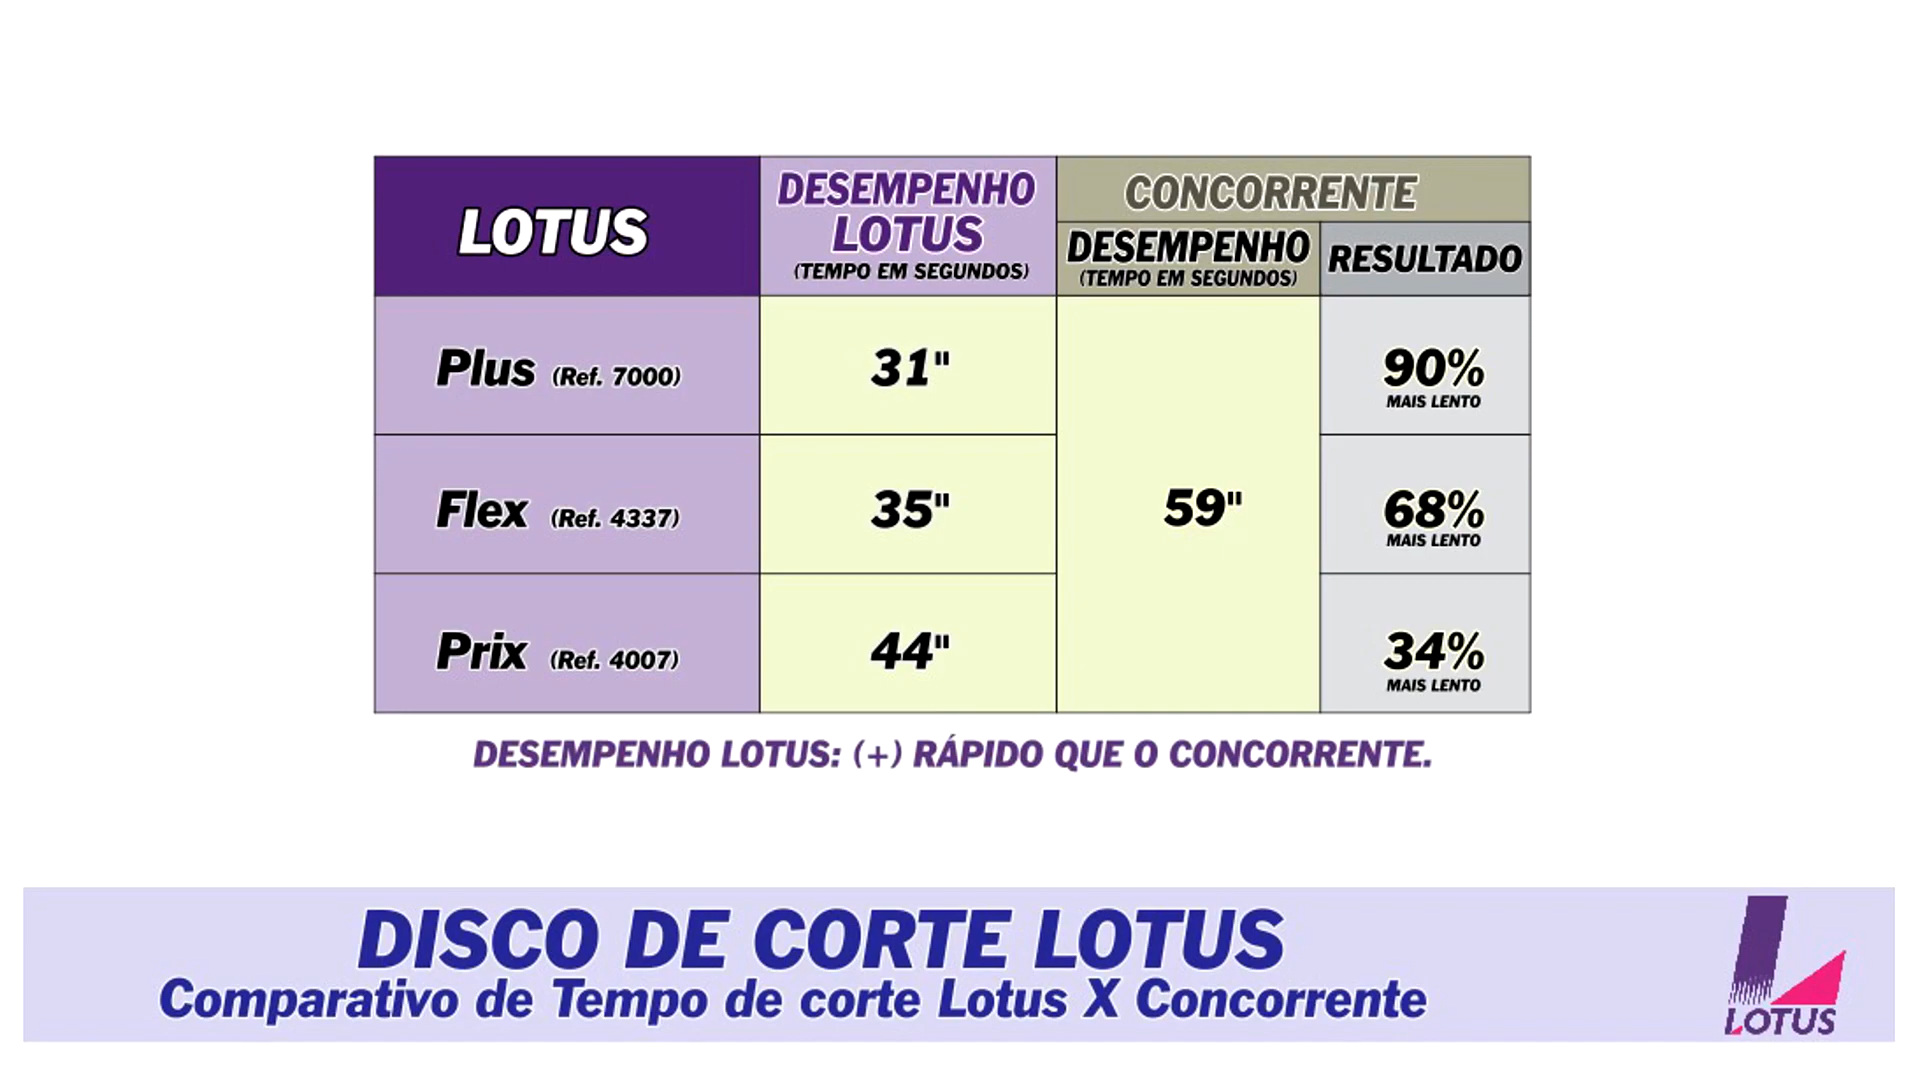 LOTUS
DESEMPENHO
LOTUS
(TEMPO EM SEGUNDOS)
CONCORRENTE
DESEMPENHO
(TEMPO EM SEGUNDOS)
RESULTADO
Plus (Ref. 7000)
31"
59"
90%
MAIS LENTO
Flex (Ref. 4337)
35"
68%
MAIS LENTO
Prix (Ref. 4007)
44"
34%
MAIS LENTO
DESEMPENHO LOTUS: (+) RÁPIDO QUE O CONCORRENTE.
DISCO DE CORTE LOTUS
Comparativo de Tempo de corte Lotus X Concorrente
LOTUS